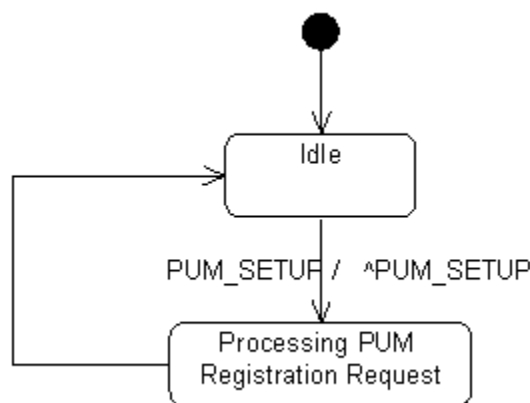 Idle
PUM_SETUP / ^PUM_SETUP
Processing PUM
Registration Request